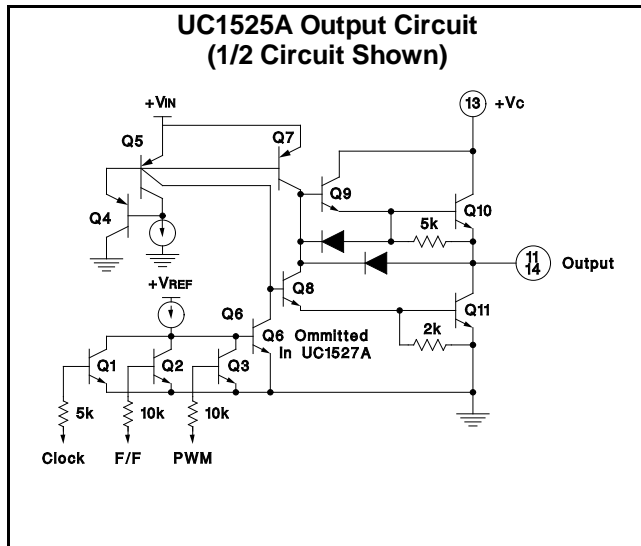 UC1525A Output Circuit
(1/2 Circuit Shown)
+VIN
13 +VC
Q5
Q7
Q9
Q10
Q4
5k
11
14
Output
+VREF
Q8
Q11
Q6
Q6 Ommitted
in UC1527A
2k
Q1
Q2
Q3
5k
10k
10k
Clock
F/F
PWM